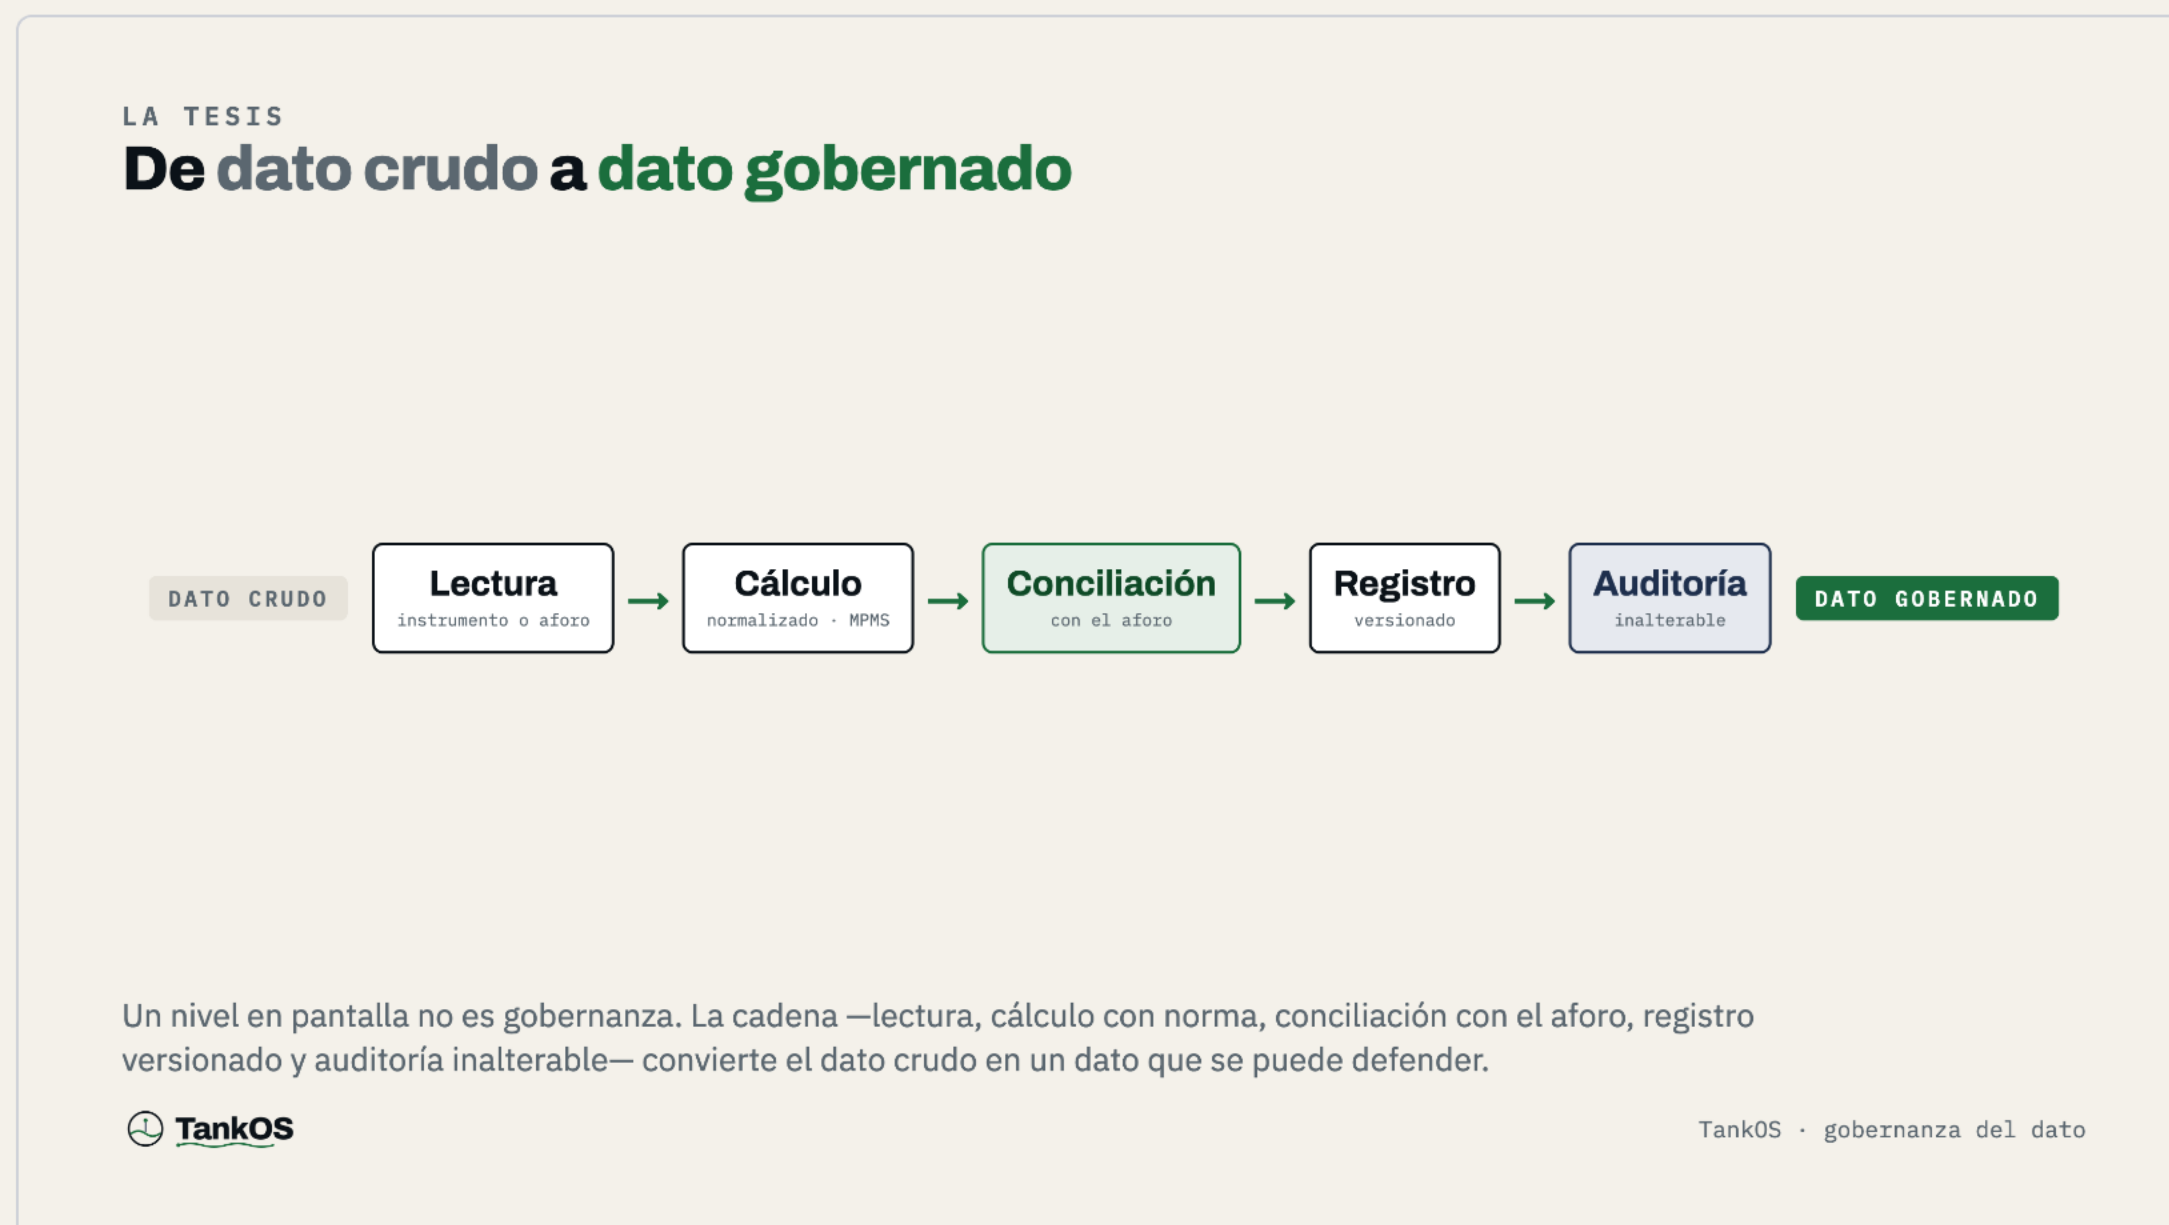 LA TESIS
De dato crudo a dato gobernado
DATO CRUDO
Lectura
instrumento o aforo
→
Cálculo
normalizado · MPMS
→
Conciliación
con el aforo
→
Registro
versionado
→
Auditoría
inalterable
DATO GOBERNADO
Un nivel en pantalla no es gobernanza. La cadena —lectura, cálculo con norma, conciliación con el aforo, registro
versionado y auditoría inalterable— convierte el dato crudo en un dato que se puede defender.
TankOS
TankOS · gobernanza del dato